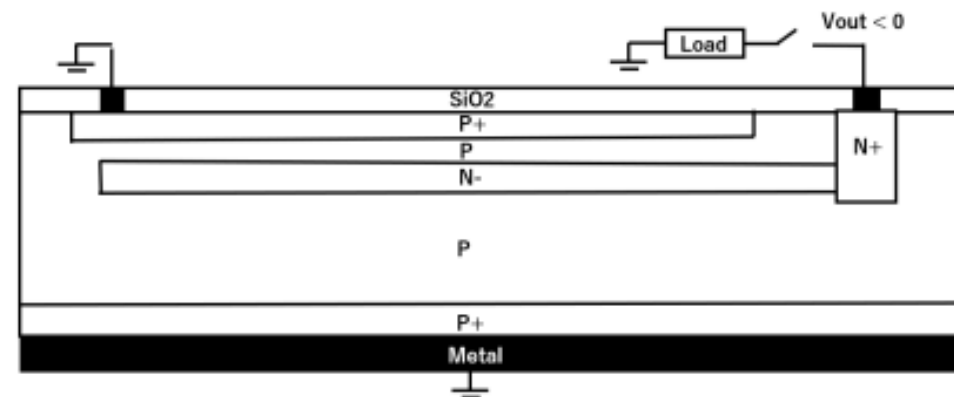 Vout < 0
Load
SiO2
P+
P
N+
N-
P
P+
Metal